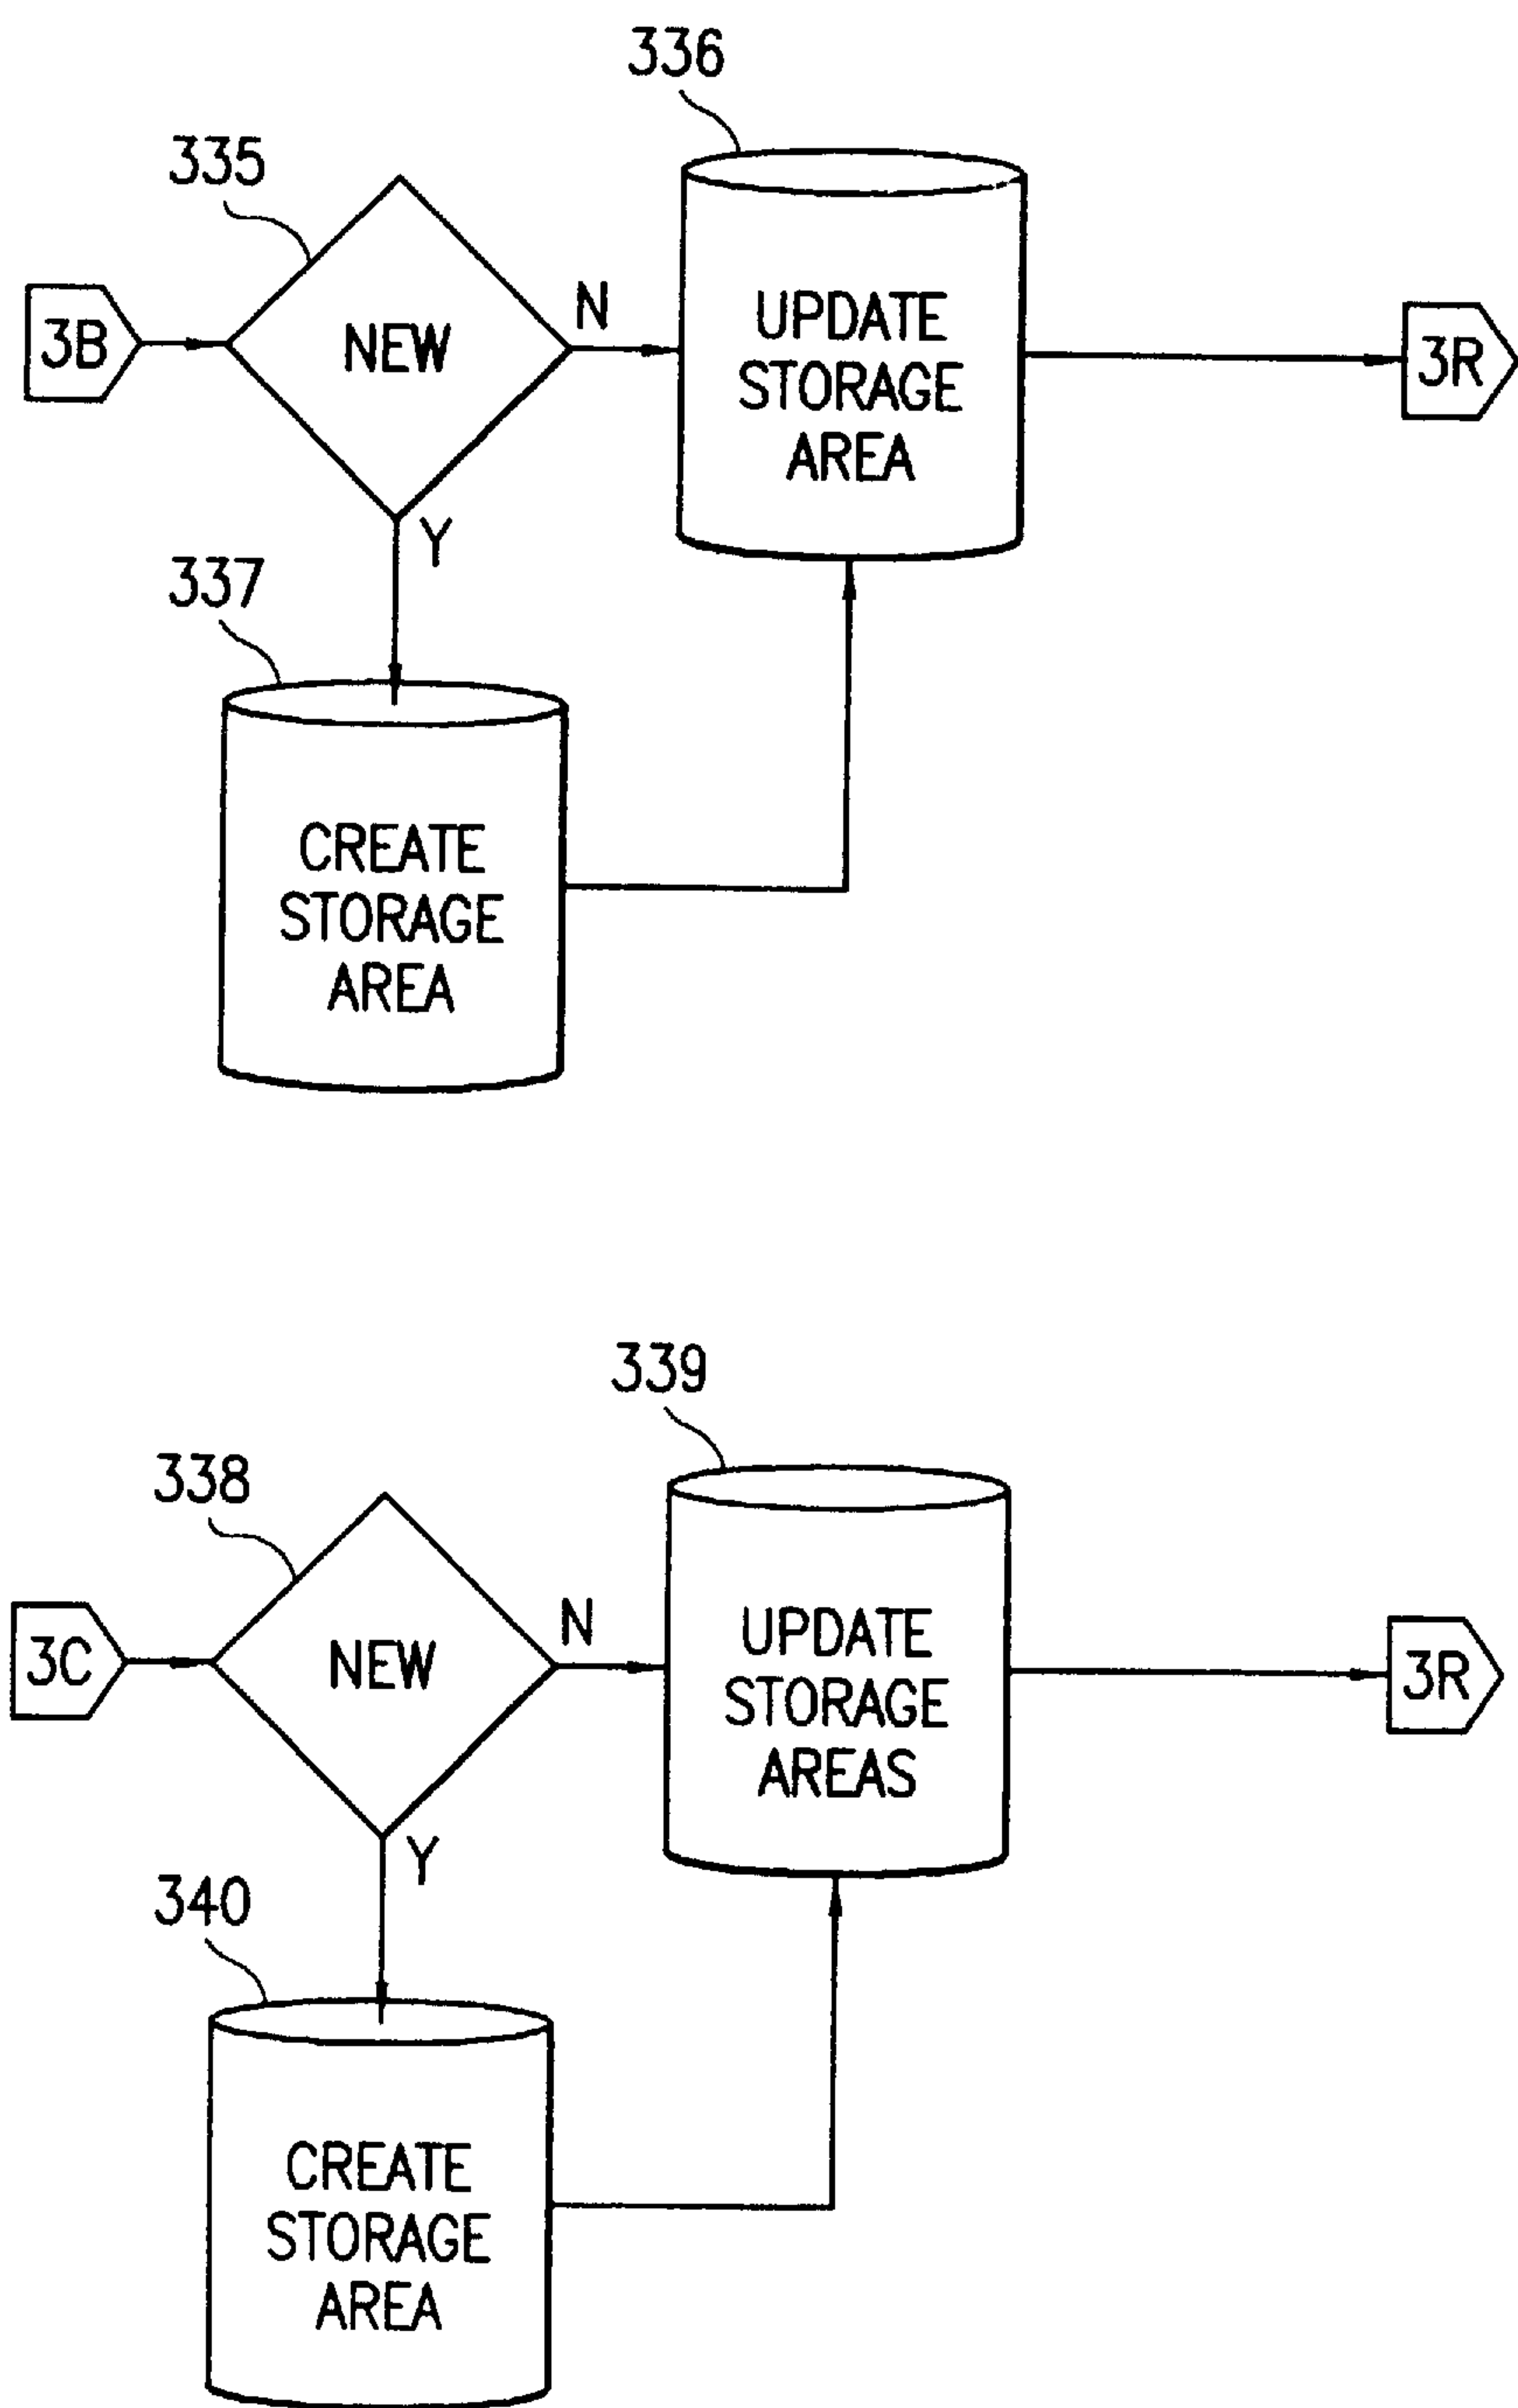 336
335
3B
NEW
N
UPDATE
STORAGE
AREA
3R
Y
337
CREATE
STORAGE
AREA
339
338
3C
NEW
N
UPDATE
STORAGE
AREAS
3R
Y
340
CREATE
STORAGE
AREA